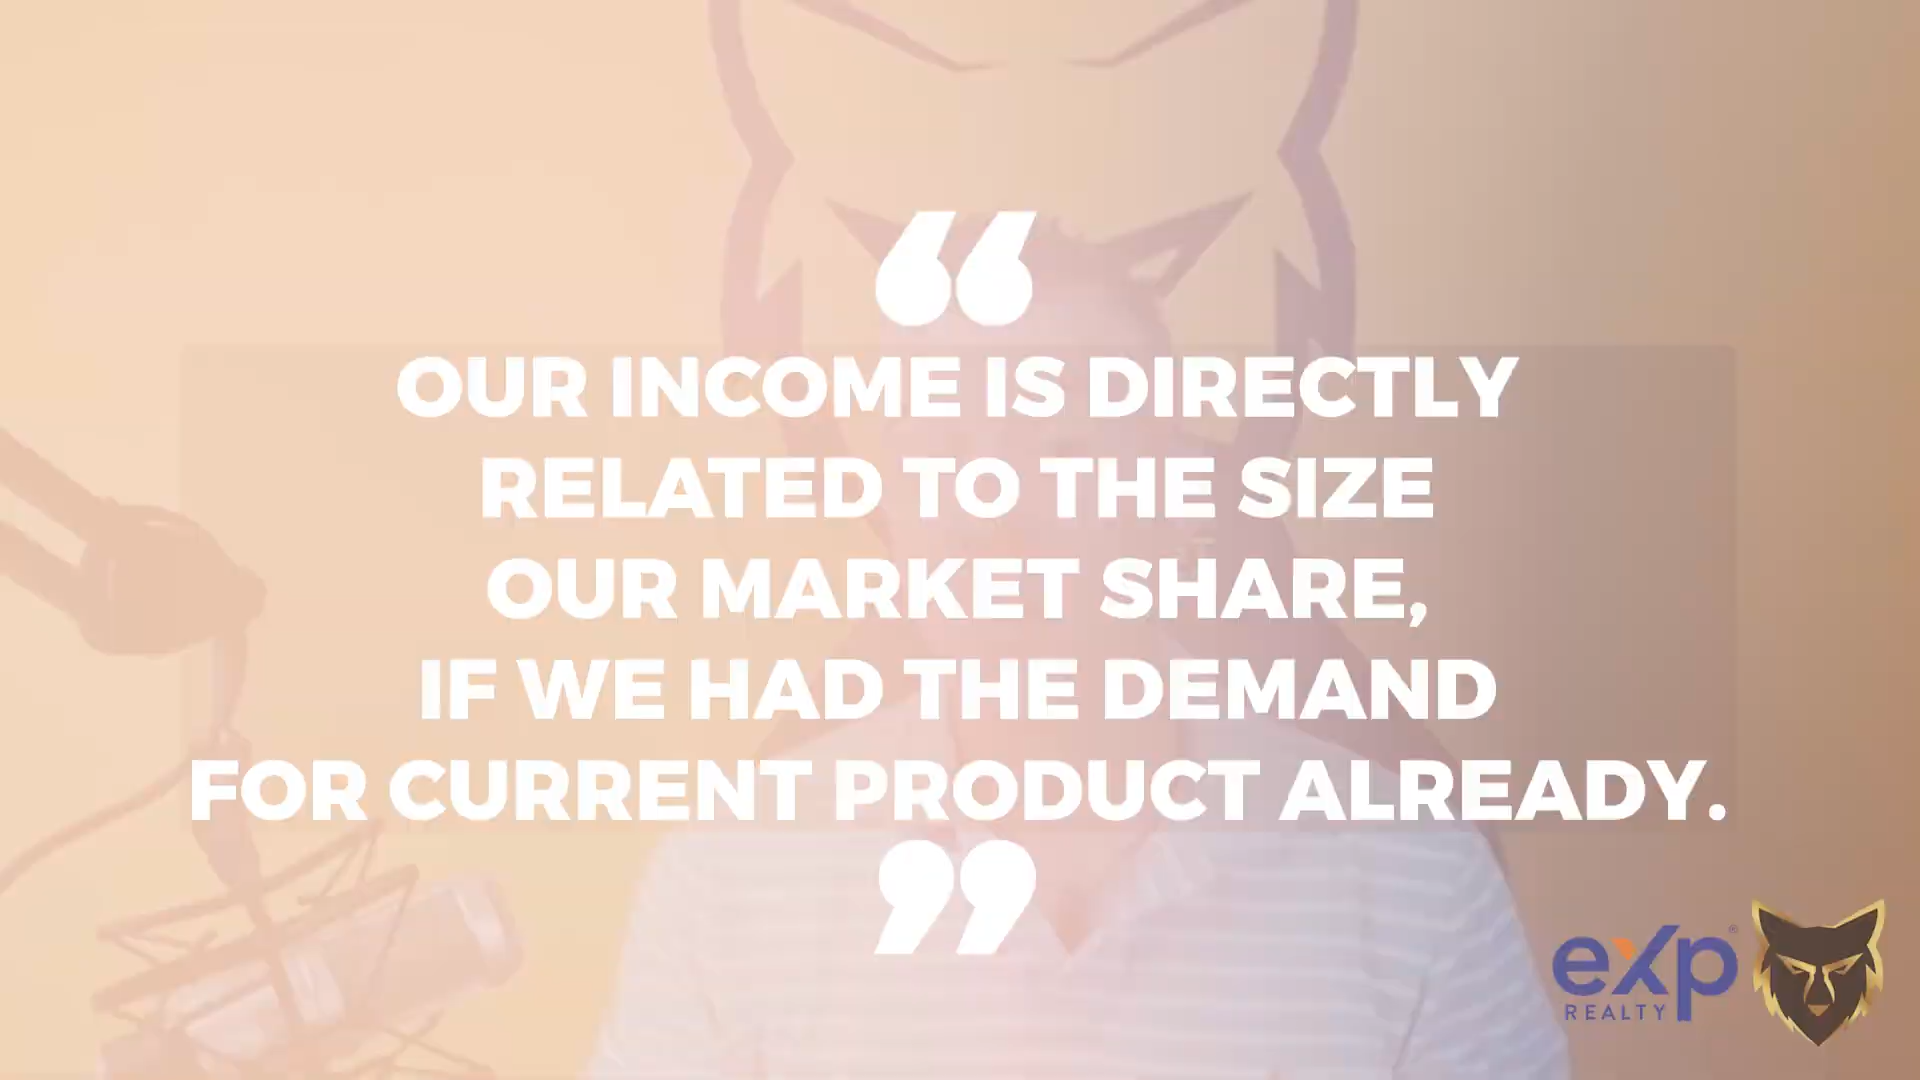 “
OUR INCOME IS DIRECTLY
RELATED TO THE SIZE
OUR MARKET SHARE,
IF WE HAD THE DEMAND
FOR CURRENT PRODUCT ALREADY.
”
eXp®
REALTY